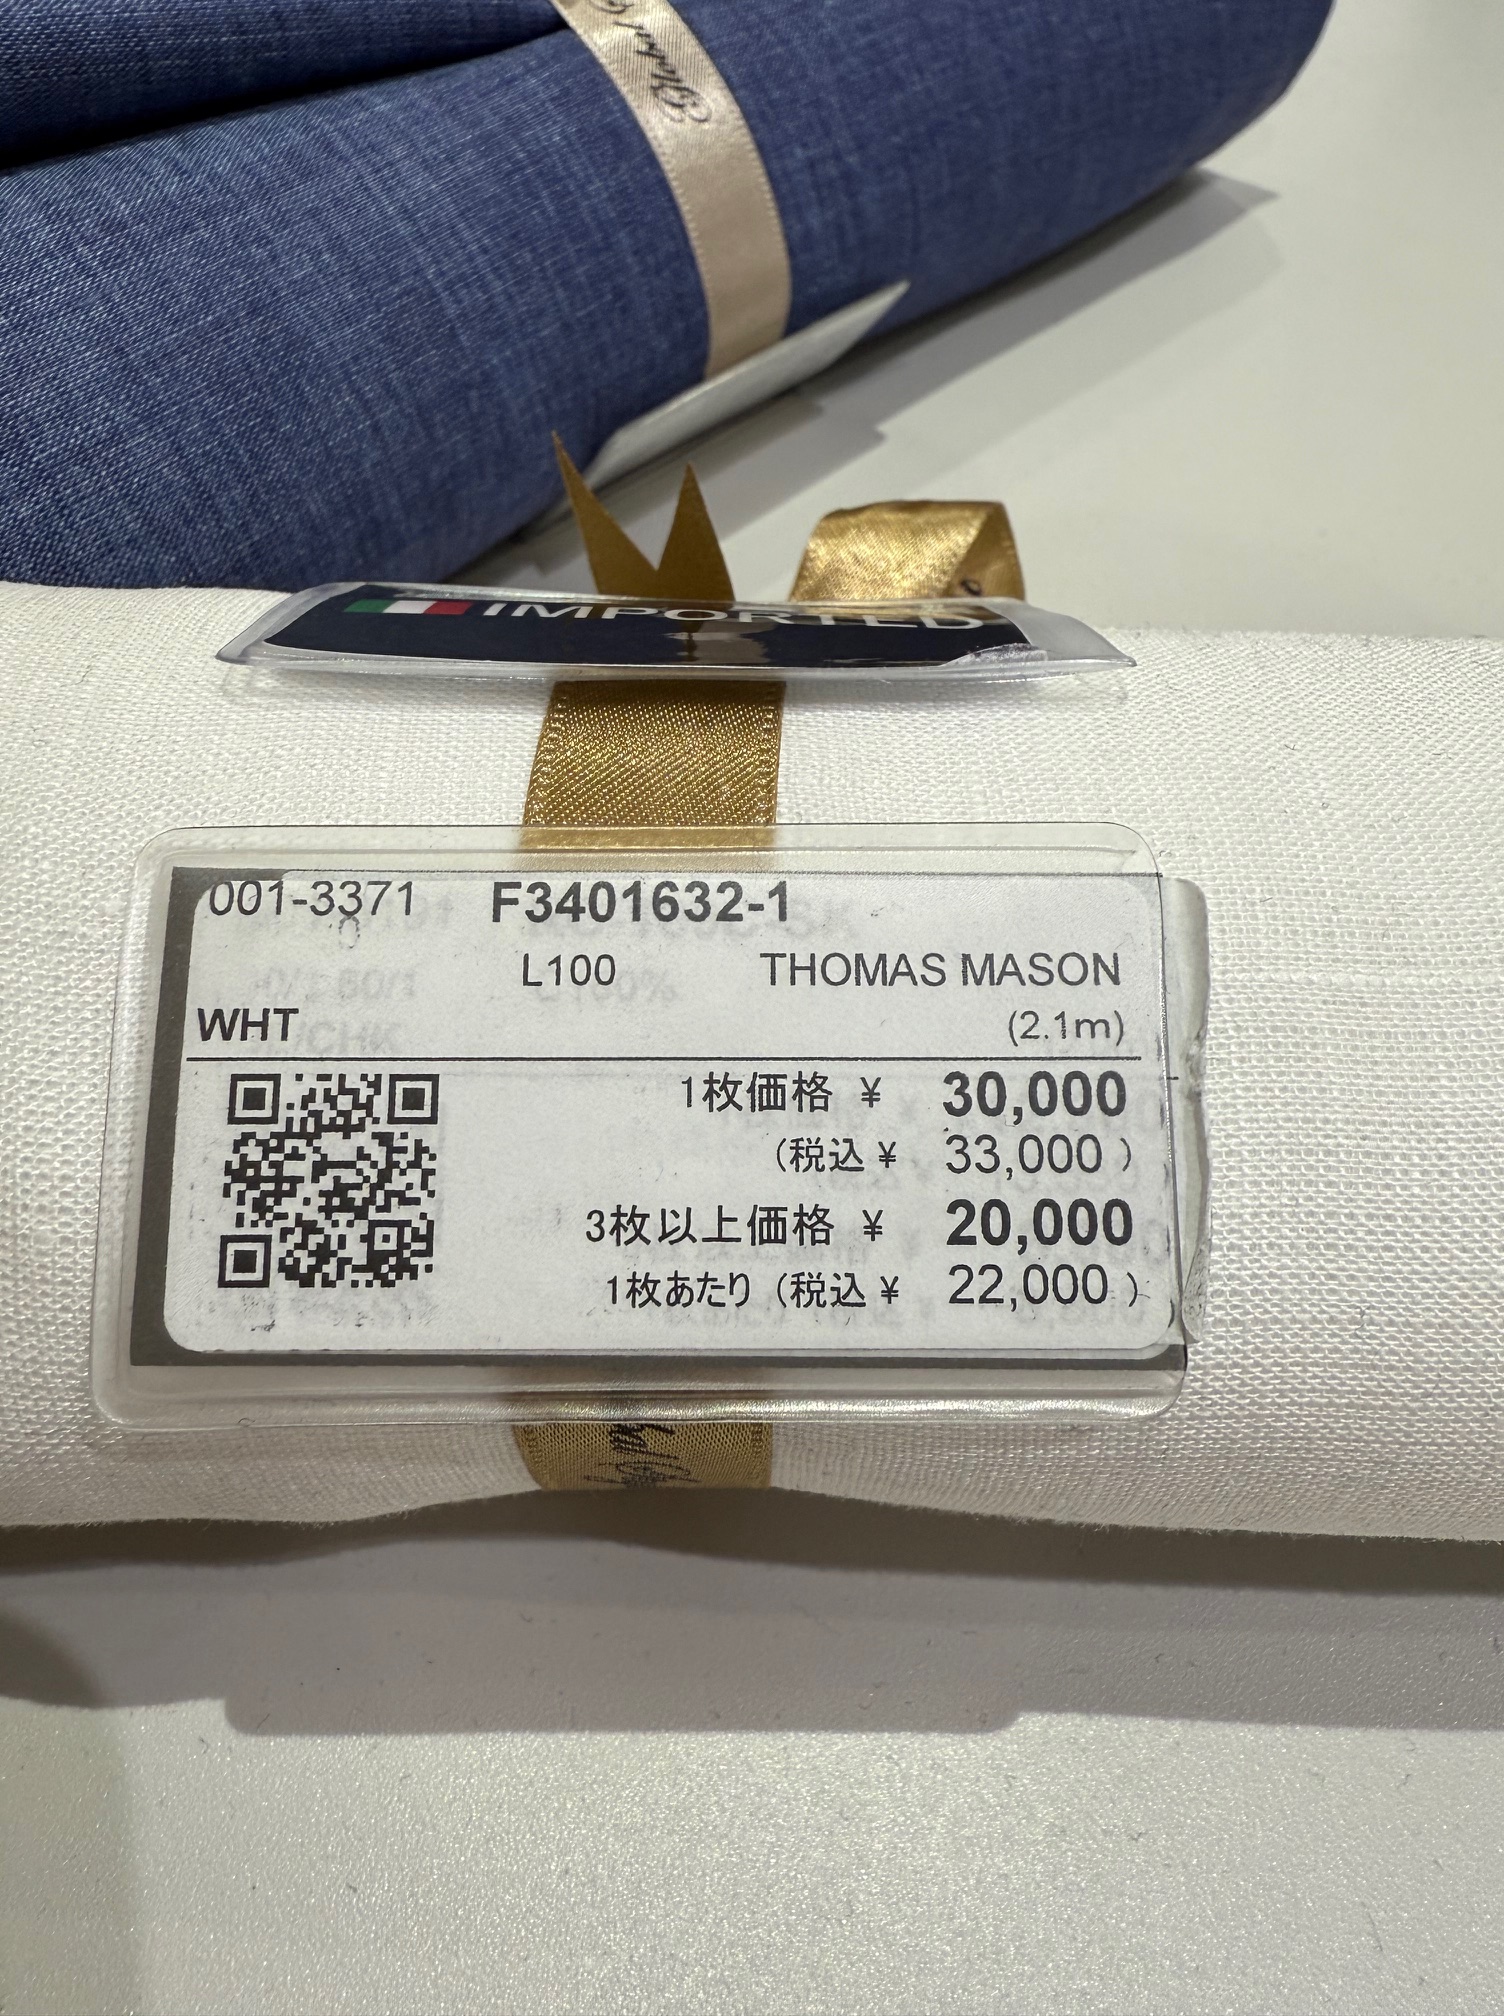 IMPORTED
001-3371 F3401632-1
L100 THOMAS MASON
WHT (2.1m)
1枚価格 ¥ 30,000
(税込 ¥ 33,000 )
3枚以上価格 ¥ 20,000
1枚あたり (税込 ¥ 22,000 )